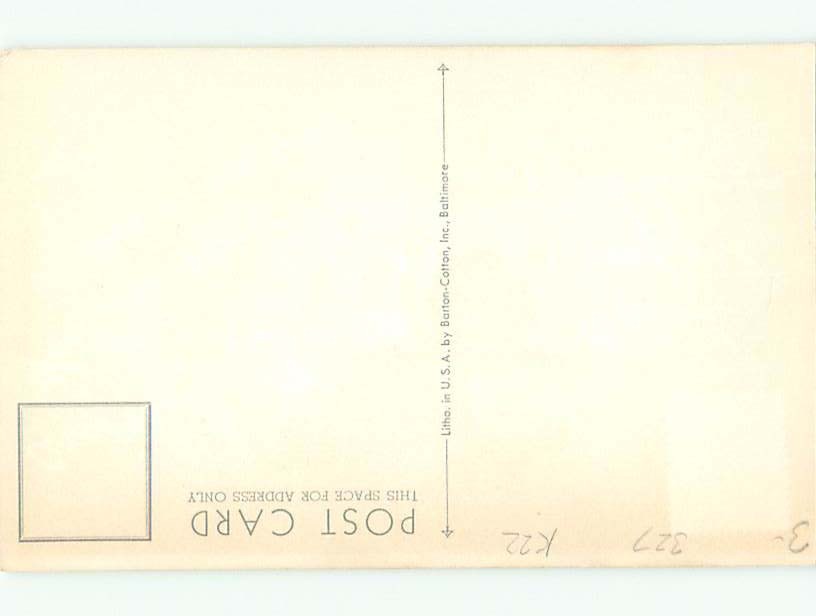 3-
327
K22
POST CARD
THIS SPACE FOR ADDRESS ONLY
Litho. in U.S.A. by Barton-Cotton, Inc., Baltimore